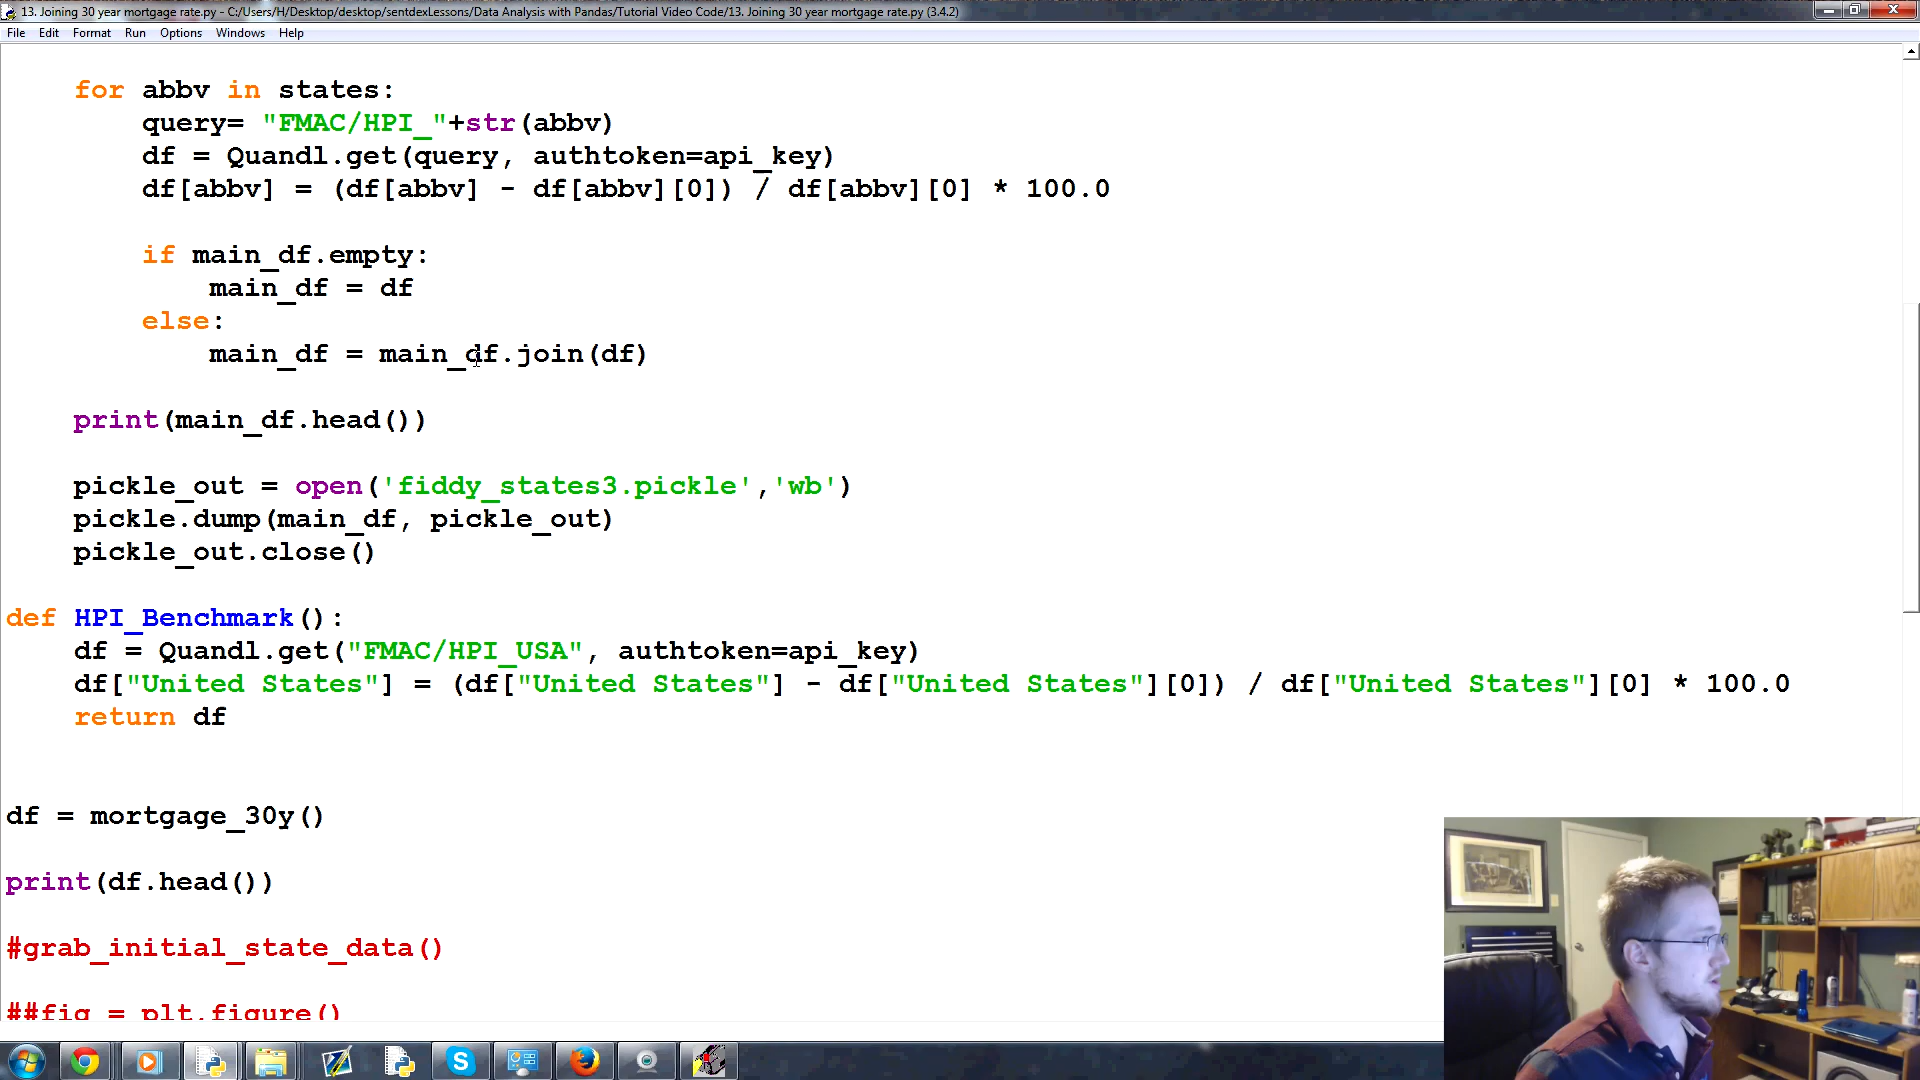 13. Joining 30 year mortgage rate.py - C:/Users/H/Desktop/desktop/sentdexLessons/Data Analysis with Pandas/Tutorial Video Code/13. Joining 30 year mortgage rate.py (3.4.2)
File Edit Format Run Options Windows Help
for abbv in states:
query= "FMAC/HPI_"+str(abbv)
df = Quandl.get(query, authtoken=api_key)
df[abbv] = (df[abbv] - df[abbv][0]) / df[abbv][0] * 100.0
if main_df.empty:
main_df = df
else:
main_df = main_df.join(df)
print(main_df.head())
pickle_out = open('fiddy_states3.pickle','wb')
pickle.dump(main_df, pickle_out)
pickle_out.close()
def HPI_Benchmark():
df = Quandl.get("FMAC/HPI_USA", authtoken=api_key)
df["United States"] = (df["United States"] - df["United States"][0]) / df["United States"][0] * 100.0
return df
df = mortgage_30y()
print(df.head())
#grab_initial_state_data()
##fig = plt.figure()